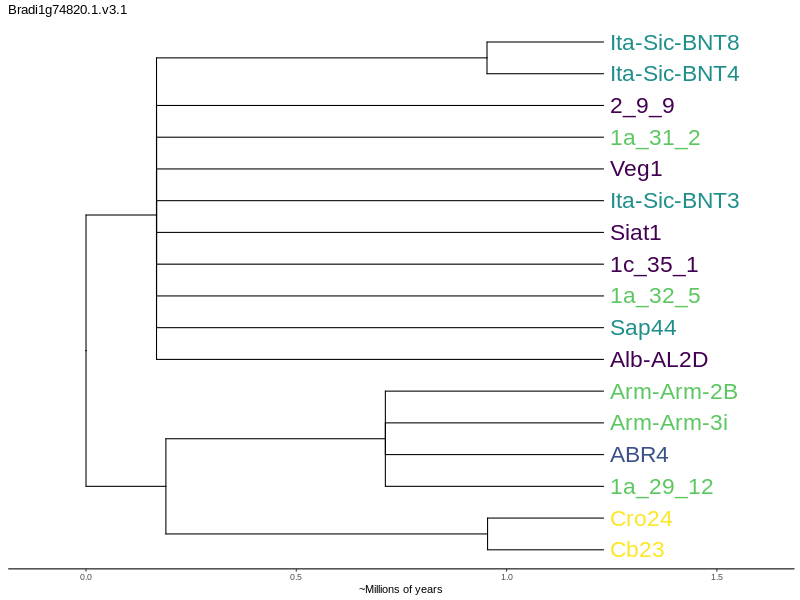 Bradi1g74820.1.v3.1
Ita-Sic-BNT8
Ita-Sic-BNT4
2_9_9
1a_31_2
Veg1
Ita-Sic-BNT3
Siat1
1c_35_1
1a_32_5
Sap44
Alb-AL2D
Arm-Arm-2B
Arm-Arm-3i
ABR4
1a_29_12
Cro24
Cb23
0.0 0.5 1.0 1.5
~Millions of years